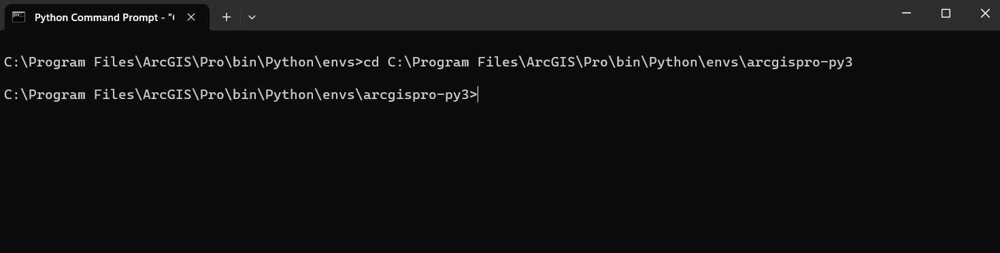 Python Command Prompt - "
C:\Program Files\ArcGIS\Pro\bin\Python\envs>cd C:\Program Files\ArcGIS\Pro\bin\Python\envs\arcgispro-py3
C:\Program Files\ArcGIS\Pro\bin\Python\envs\arcgispro-py3>